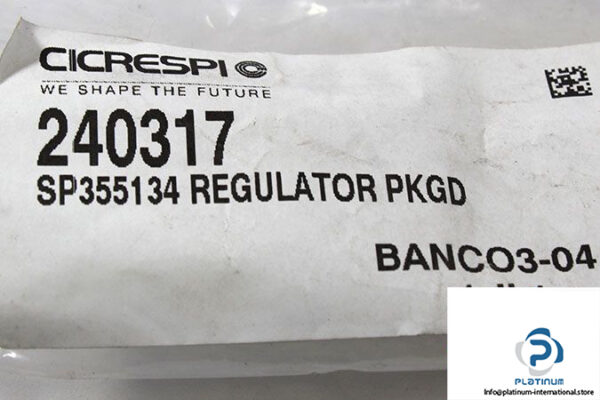 CICRESPI
WE SHAPE THE FUTURE
240317
SP355134 REGULATOR PKGD
BANCO3-04
PLATINUM
Info@platinum-international.store